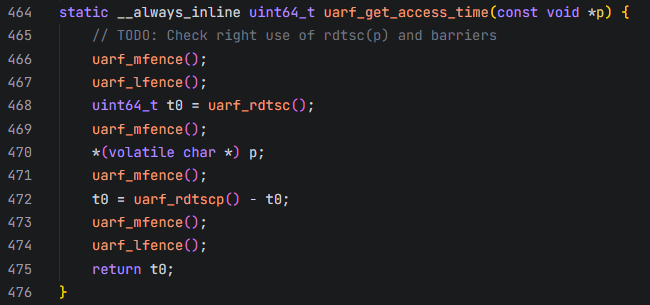 464 static __always_inline uint64_t uarf_get_access_time(const void *p) {
465     // TODO: Check right use of rdtsc(p) and barriers
466     uarf_mfence();
467     uarf_lfence();
468     uint64_t t0 = uarf_rdtsc();
469     uarf_mfence();
470     *(volatile char *) p;
471     uarf_mfence();
472     t0 = uarf_rdtscp() - t0;
473     uarf_mfence();
474     uarf_lfence();
475     return t0;
476 }